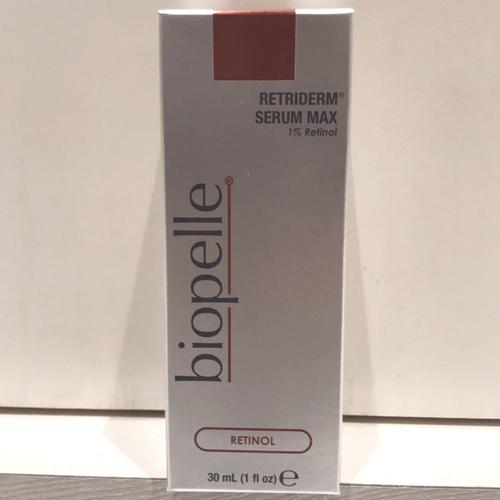 RETRIDERM®
SERUM MAX
1% Retinol
biopelle®
RETINOL
30 mL (1 fl oz) ℮